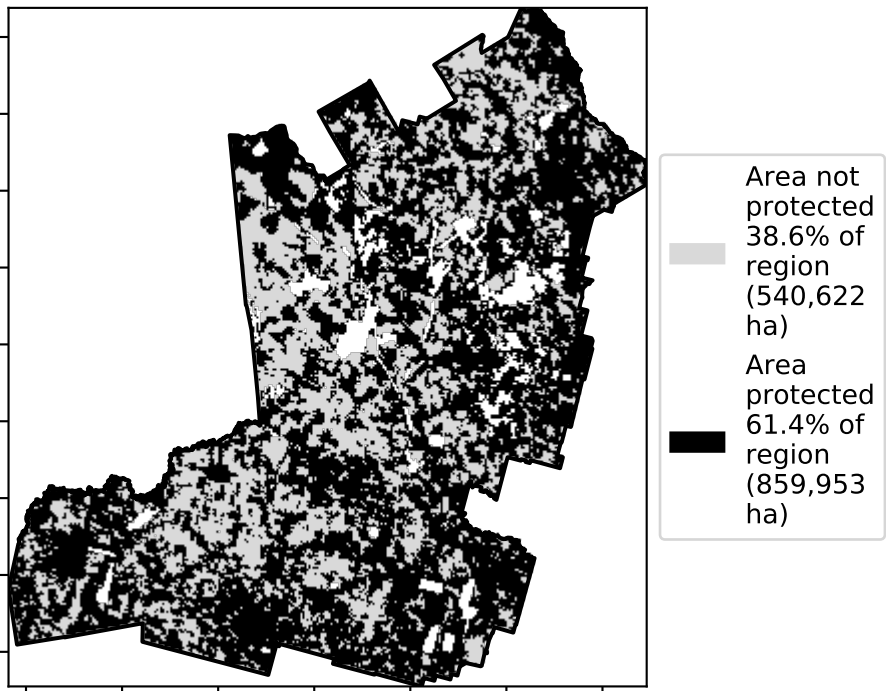 Area not
protected
38.6% of
region
(540,622
ha)
Area
protected
61.4% of
region
(859,953
ha)